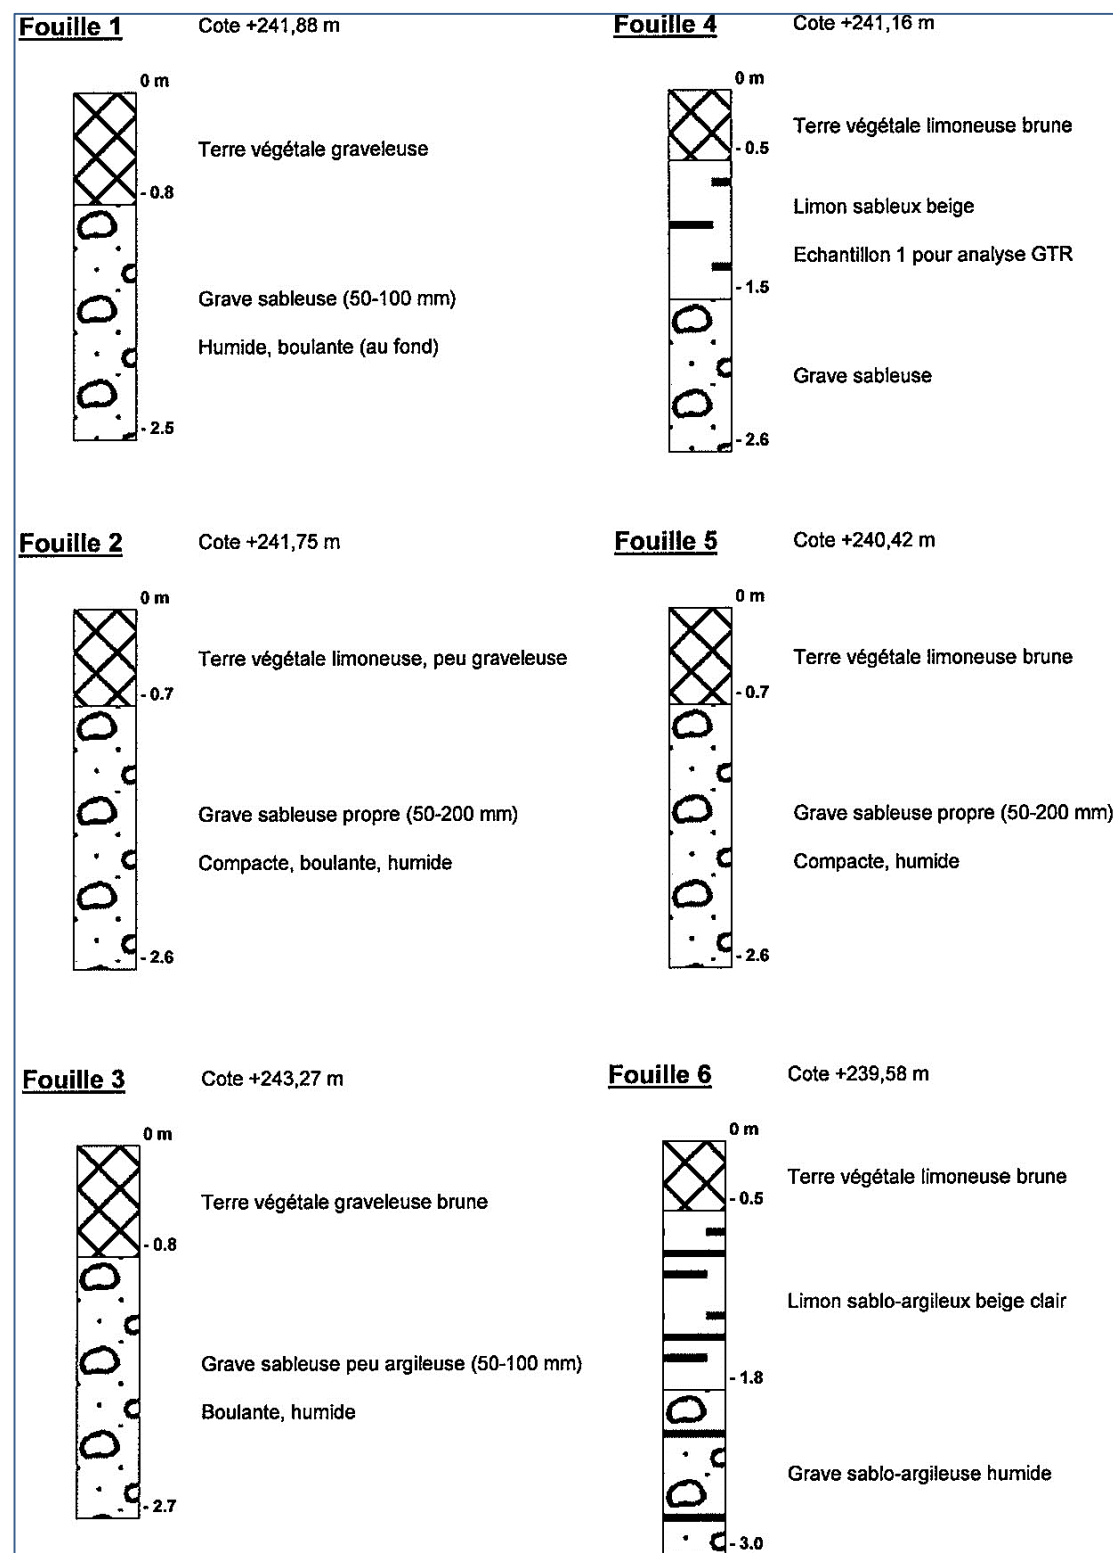 Fouille 1
Cote +241,88 m
0 m
Terre végétale graveleuse
- 0.8
Grave sableuse (50-100 mm)
Humide, boulante (au fond)
- 2.5
Fouille 4
Cote +241,16 m
0 m
Terre végétale limoneuse brune
- 0.5
Limon sableux beige
Echantillon 1 pour analyse GTR
- 1.5
Grave sableuse
- 2.6
Fouille 2
Cote +241,75 m
0 m
Terre végétale limoneuse, peu graveleuse
- 0.7
Grave sableuse propre (50-200 mm)
Compacte, boulante, humide
- 2.6
Fouille 5
Cote +240,42 m
0 m
Terre végétale limoneuse brune
- 0.7
Grave sableuse propre (50-200 mm)
Compacte, humide
- 2.6
Fouille 3
Cote +243,27 m
0 m
Terre végétale graveleuse brune
- 0.8
Grave sableuse peu argileuse (50-100 mm)
Boulante, humide
- 2.7
Fouille 6
Cote +239,58 m
0 m
Terre végétale limoneuse brune
- 0.5
Limon sablo-argileux beige clair
- 1.8
Grave sablo-argileuse humide
- 3.0